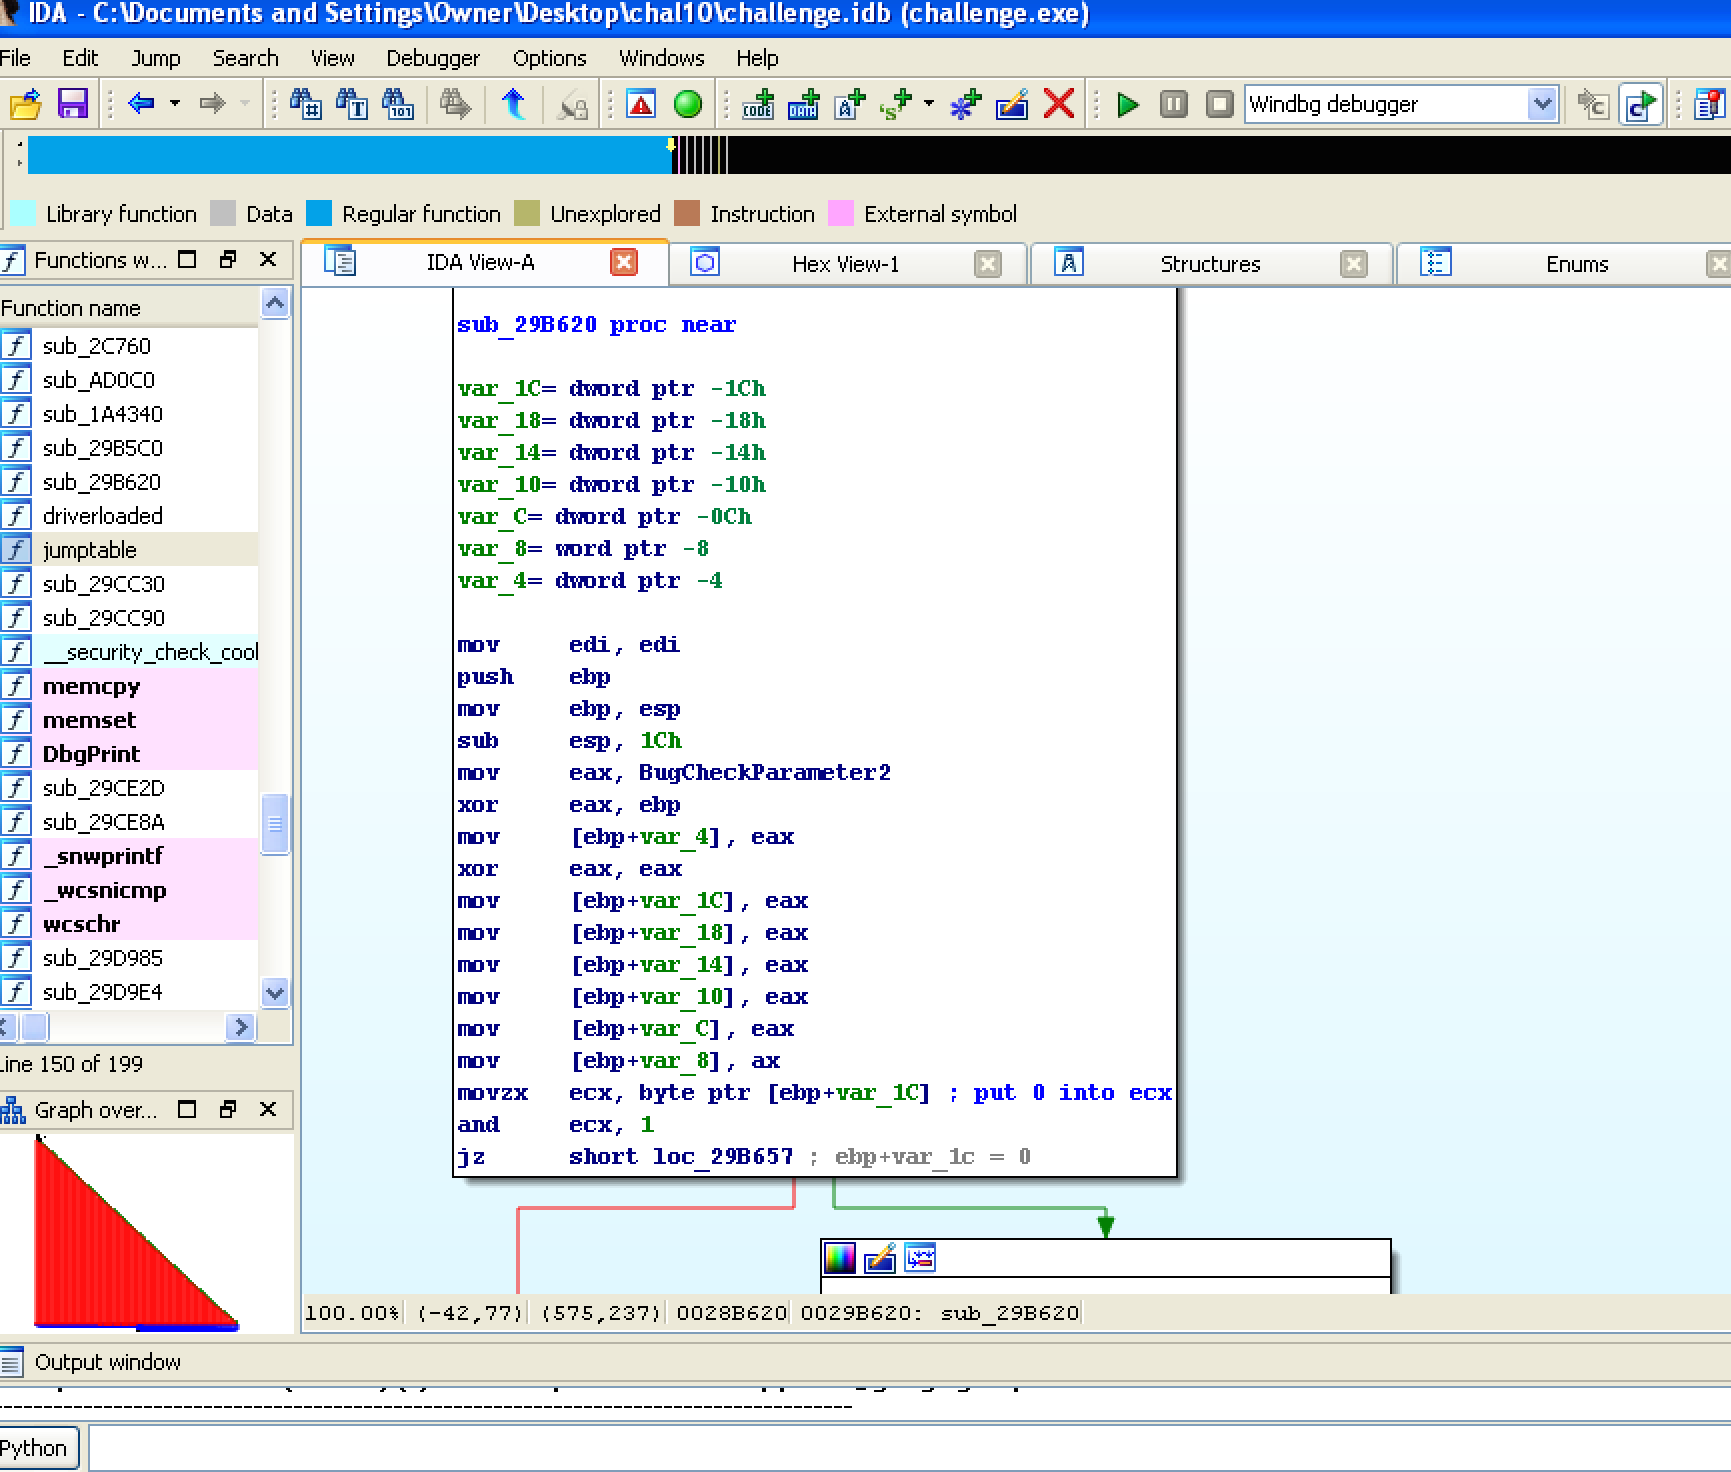 IDA - C:\Documents and Settings\Owner\Desktop\chal10\challenge.idb (challenge.exe)
File Edit Jump Search View Debugger Options Windows Help
Windbg debugger
Library function Data Regular function Unexplored Instruction External symbol
Functions w...
Function name
sub_2C760
sub_AD0C0
sub_1A4340
sub_29B5C0
sub_29B620
driverloaded
jumptable
sub_29CC30
sub_29CC90
__security_check_cool
memcpy
memset
DbgPrint
sub_29CE2D
sub_29CE8A
_snwprintf
_wcsnicmp
wcschr
sub_29D985
sub_29D9E4
Line 150 of 199
Graph over...
IDA View-A Hex View-1 Structures Enums
sub_29B620 proc near
var_1C= dword ptr -1Ch
var_18= dword ptr -18h
var_14= dword ptr -14h
var_10= dword ptr -10h
var_C= dword ptr -0Ch
var_8= word ptr -8
var_4= dword ptr -4
mov edi, edi
push ebp
mov ebp, esp
sub esp, 1Ch
mov eax, BugCheckParameter2
xor eax, ebp
mov [ebp+var_4], eax
xor eax, eax
mov [ebp+var_1C], eax
mov [ebp+var_18], eax
mov [ebp+var_14], eax
mov [ebp+var_10], eax
mov [ebp+var_C], eax
mov [ebp+var_8], ax
movzx ecx, byte ptr [ebp+var_1C] ; put 0 into ecx
and ecx, 1
jz short loc_29B657 ; ebp+var_1c = 0
100.00% (-42,77) (575,237) 0028B620 0029B620: sub_29B620
Output window
Python